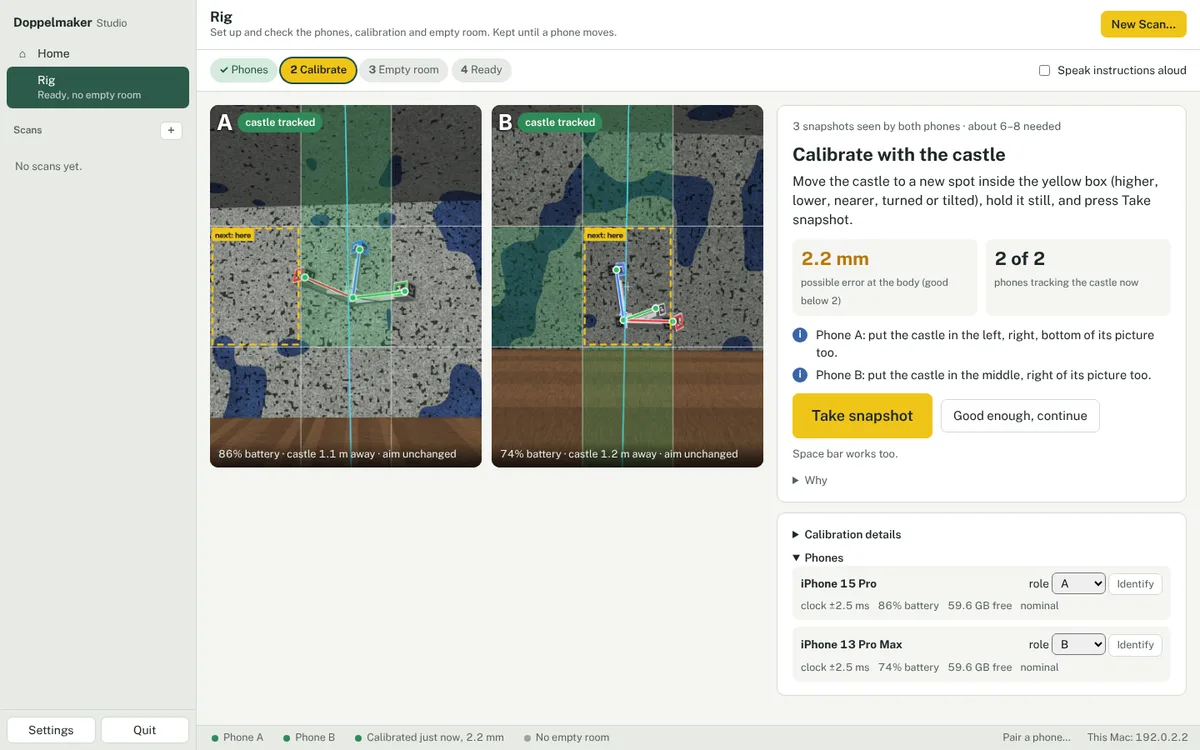 Doppelmaker Studio
Home
Rig
Ready, no empty room
Scans
+
No scans yet.
Settings
Quit
Rig
Set up and check the phones, calibration and empty room. Kept until a phone moves.
New Scan...
✓ Phones
2 Calibrate
3 Empty room
4 Ready
Speak instructions aloud
A castle tracked
next: here
86% battery · castle 1.1 m away · aim unchanged
B castle tracked
next: here
74% battery · castle 1.2 m away · aim unchanged
3 snapshots seen by both phones · about 6–8 needed
Calibrate with the castle
Move the castle to a new spot inside the yellow box (higher,
lower, nearer, turned or tilted), hold it still, and press Take
snapshot.
2.2 mm
possible error at the body (good
below 2)
2 of 2
phones tracking the castle now
Phone A: put the castle in the left, right, bottom of its picture
too.
Phone B: put the castle in the middle, right of its picture too.
Take snapshot
Good enough, continue
Space bar works too.
Why
Calibration details
Phones
iPhone 15 Pro
role A
Identify
clock ±2.5 ms 86% battery 59.6 GB free nominal
iPhone 13 Pro Max
role B
Identify
clock ±2.5 ms 74% battery 59.6 GB free nominal
Phone A
Phone B
Calibrated just now, 2.2 mm
No empty room
Pair a phone...
This Mac: 192.0.2.2